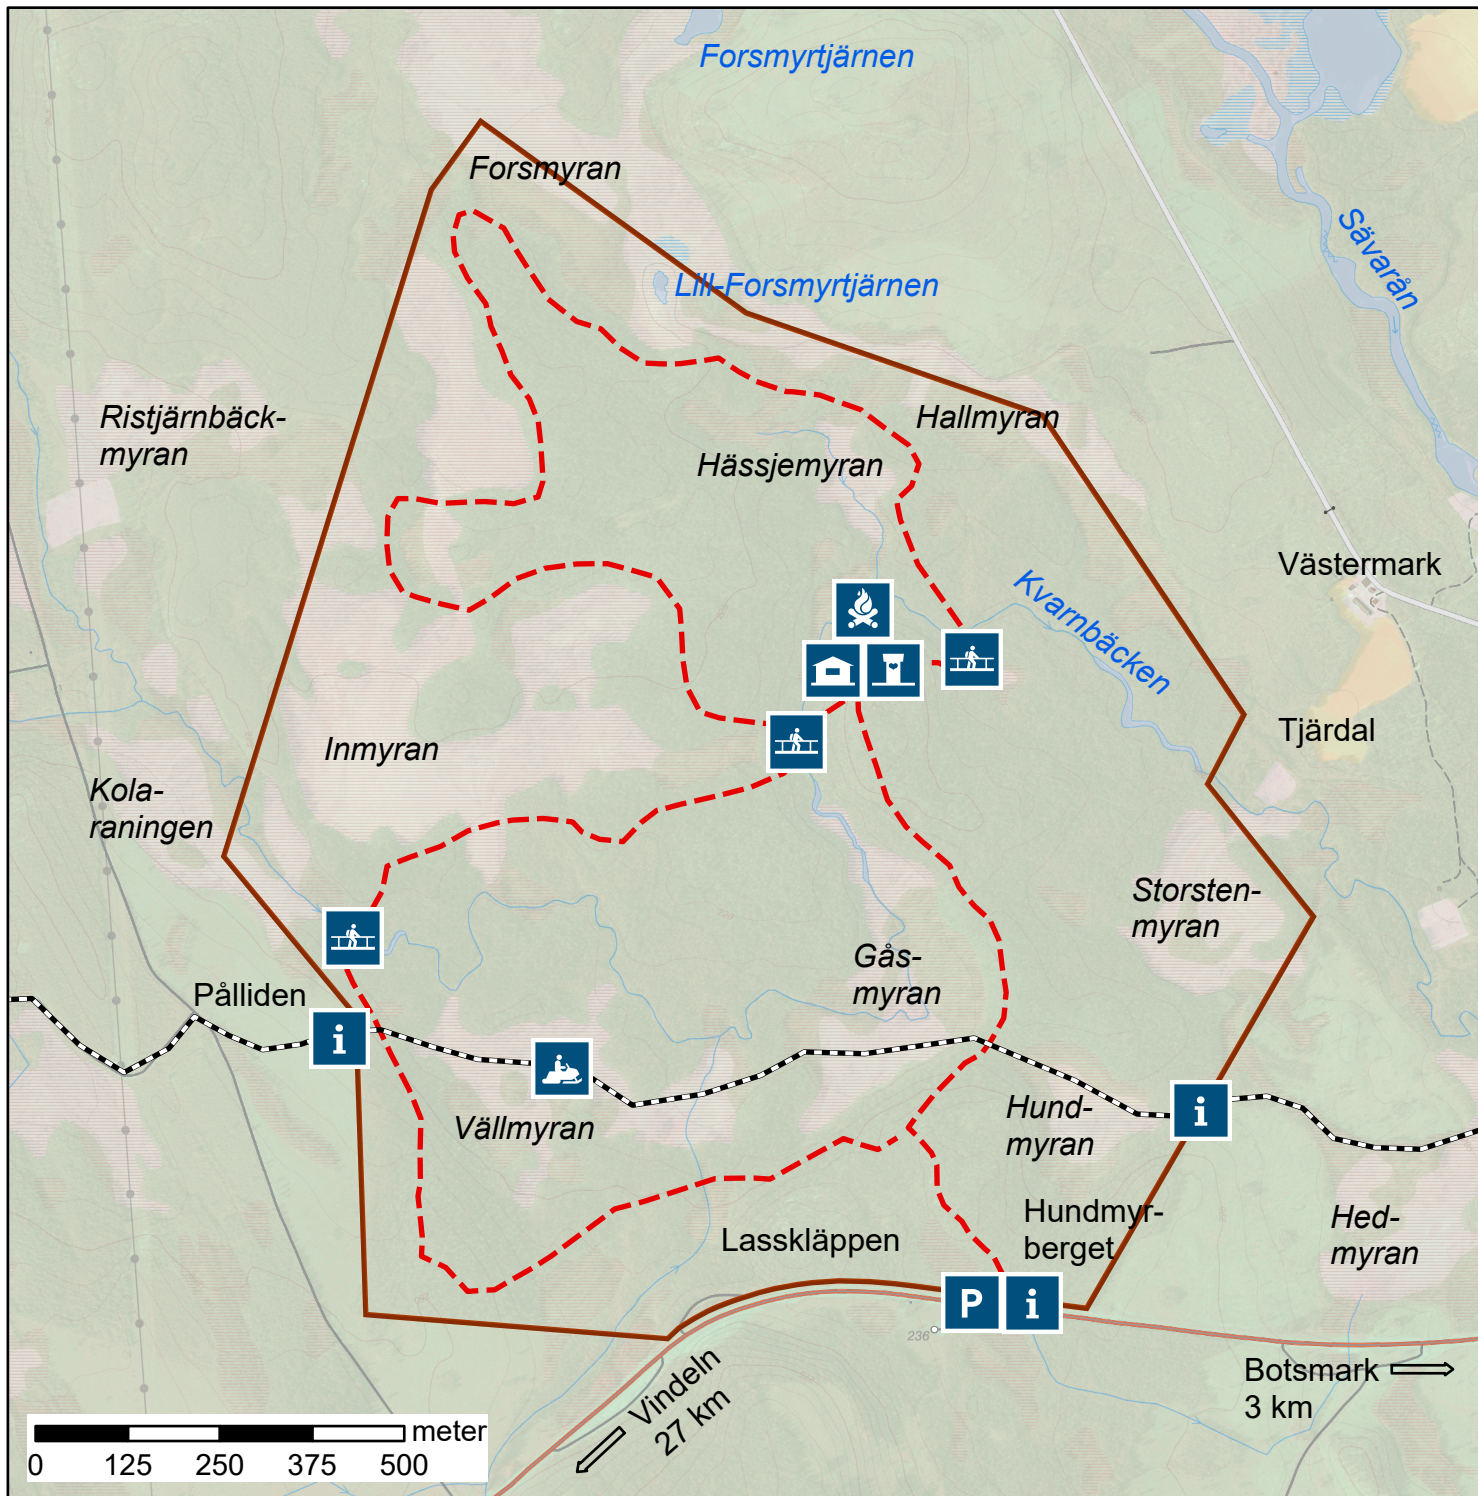 Forsmyrtjärnen
Forsmyran
Sävarån
Lill-Forsmyrtjärnen
Ristjärnbäck-
myran
Hallmyran
Hässjemyran
Västermark
Kvarnbäcken
Tjärdal
Inmyran
Kola-
raningen
Storsten-
myran
Gås-
myran
Pålliden
i
Hund-
myran
i
Vällmyran
Hundmyr-
berget
Hed-
myran
Lasskläppen
P
i
236
Vindeln
27 km
Botsmark
3 km
meter
0 125 250 375 500